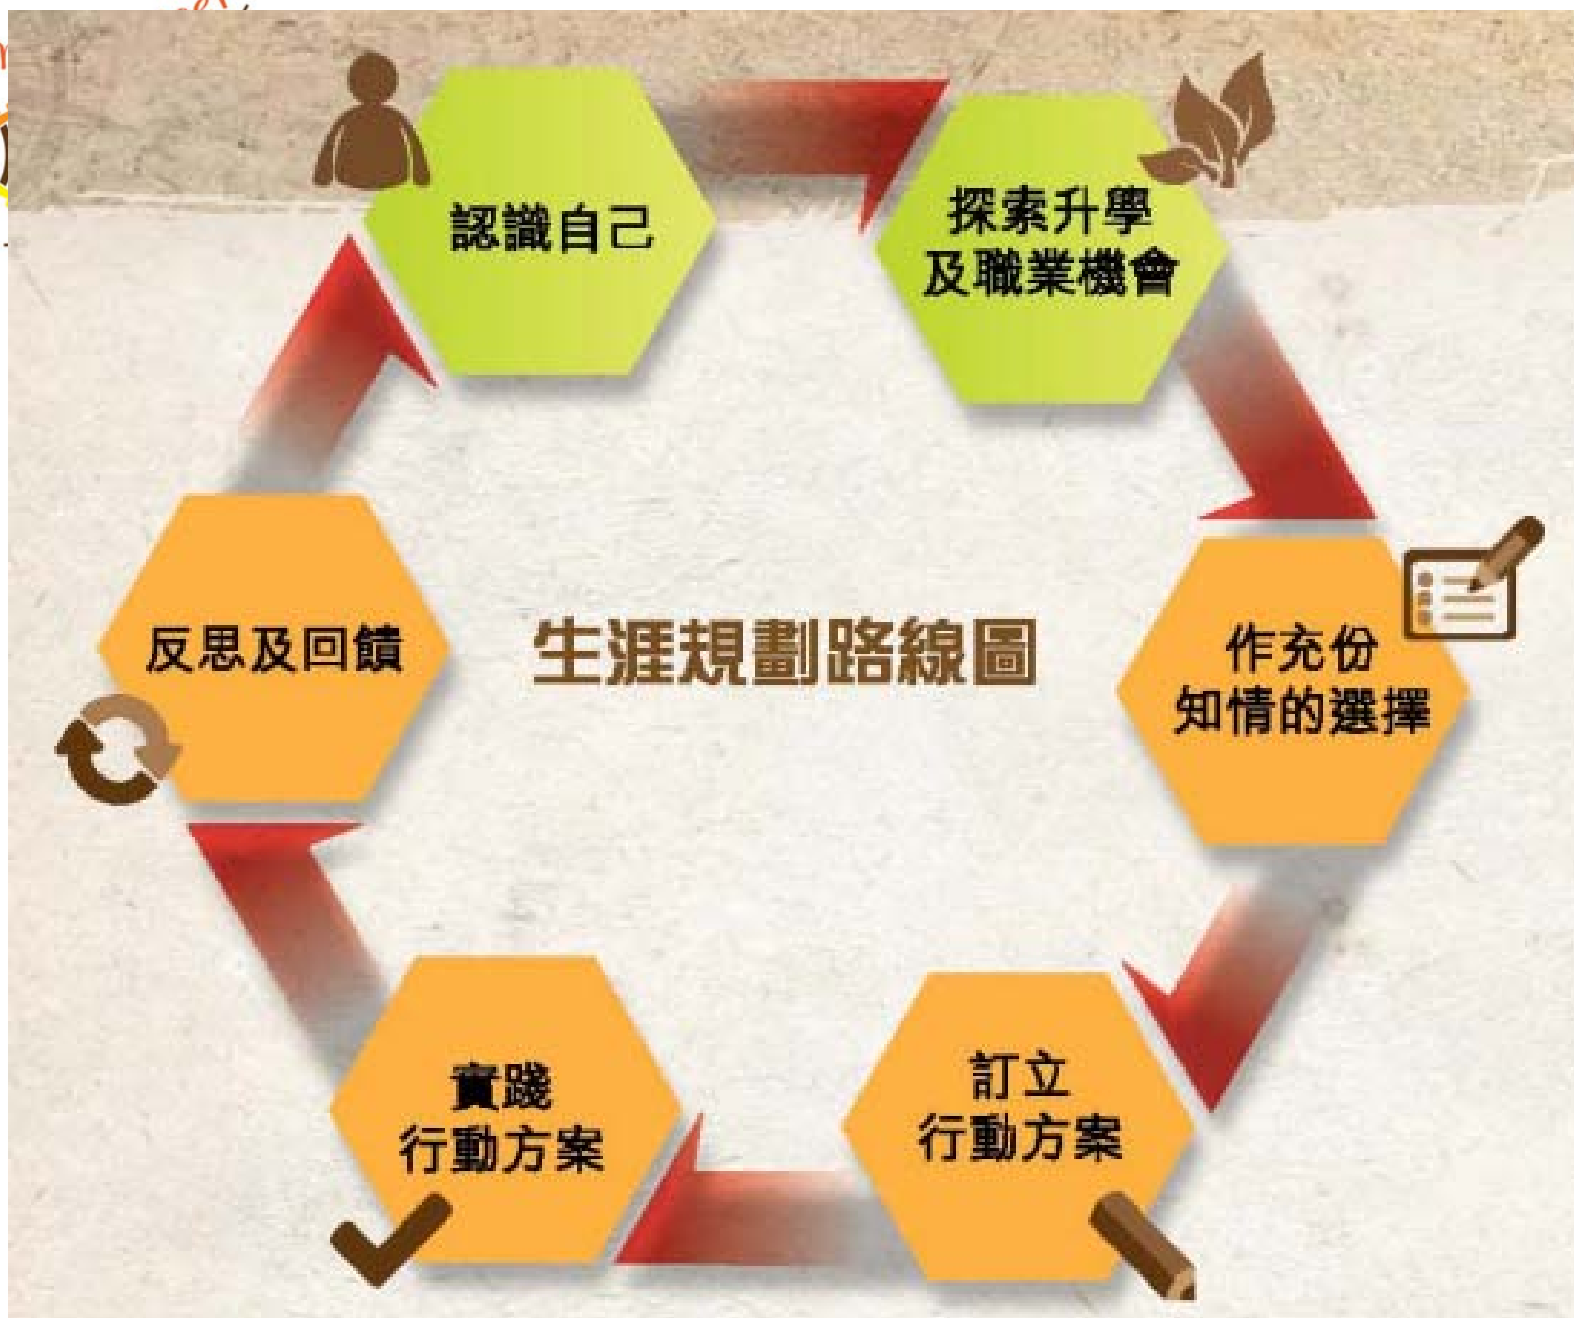 認識自己
探索升學
及職業機會
作充份
知情的選擇
訂立
行動方案
實踐
行動方案
反思及回饋
生涯規劃路線圖